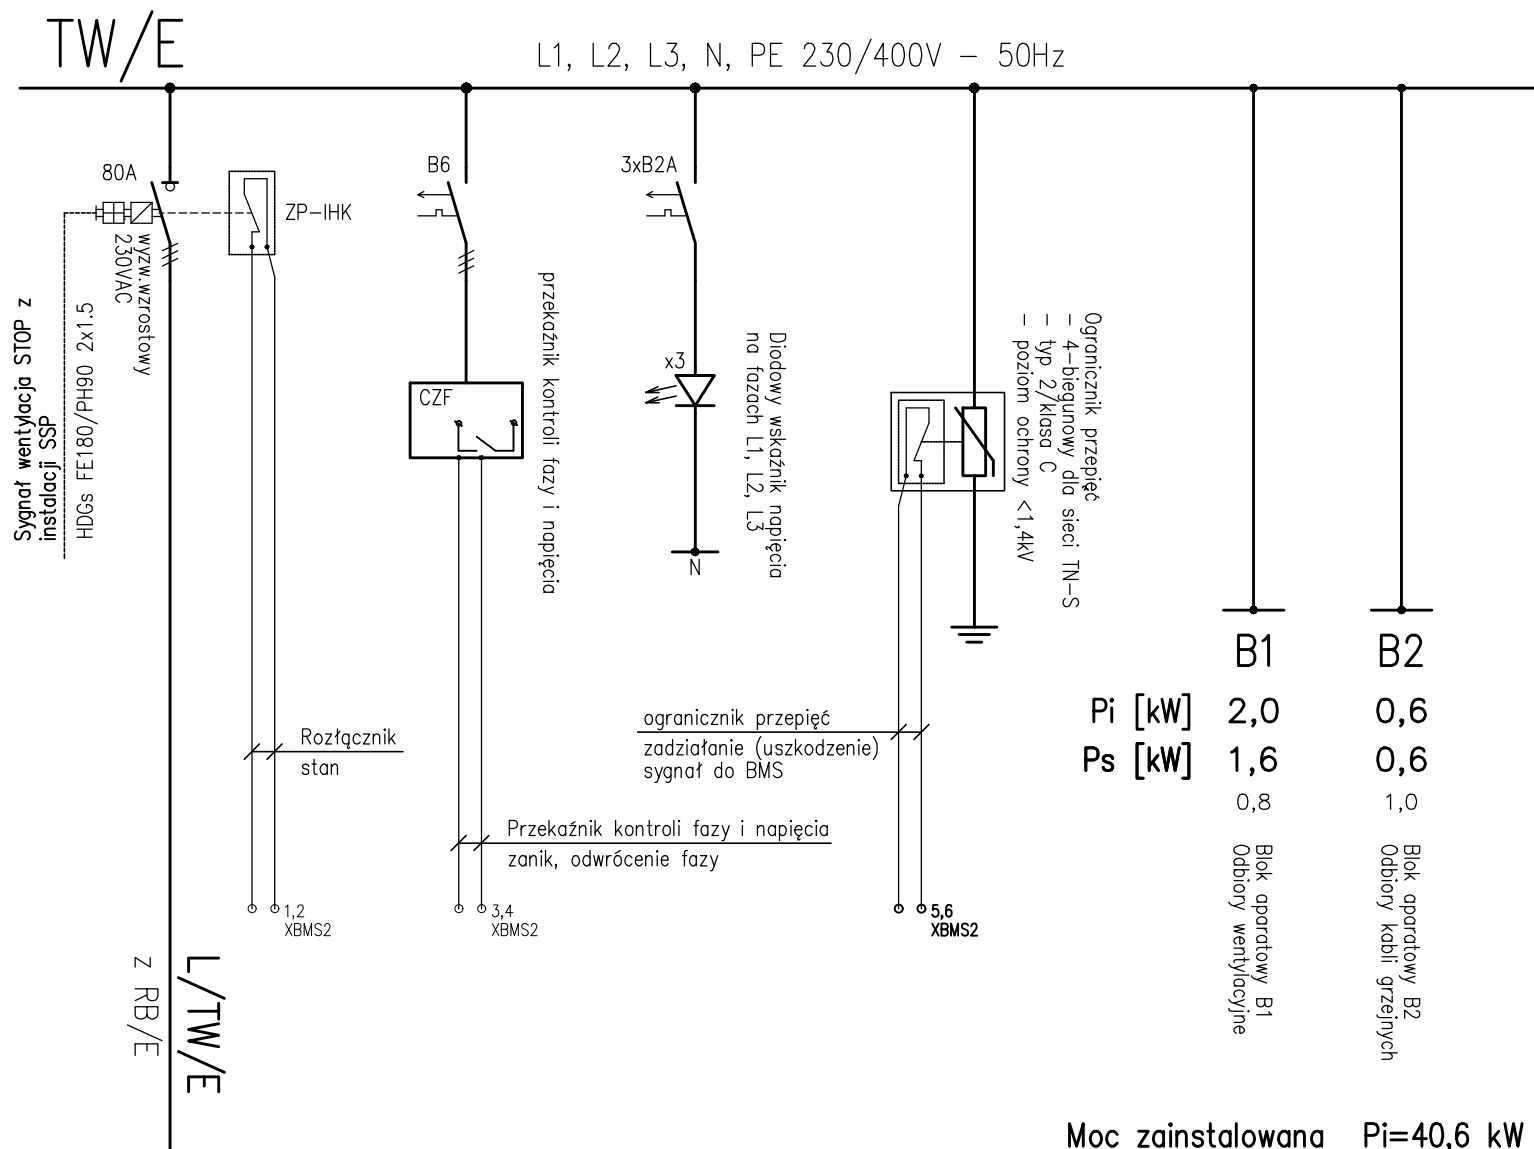 TW/E
L1, L2, L3, N, PE 230/400V – 50Hz
80A
ZP-IHK
wyzw.wzrostowy
230VAC
Sygnał wentylacja STOP z
instalacji SSP
HDGs FE180/PH90 2x1.5
B6
CZF
przekaźnik kontroli fazy i napięcia
3xB2A
x3
Diodowy wskaźnik napięcia
na fazach L1, L2, L3
N
Ogranicznik przepięć
– 4-biegunowy dla sieci TN-S
– typ 2/klasa C
– poziom ochrony <1,4kV
B1
B2
Pi [kW] 2,0 0,6
Ps [kW] 1,6 0,6
0,8 1,0
Blok aparatowy B1
Odbiory wentylacyjne
Blok aparatowy B2
Odbiory kabli grzejnych
Rozłącznik
stan
ogranicznik przepięć
zadziałanie (uszkodzenie)
sygnał do BMS
Przekaźnik kontroli fazy i napięcia
zanik, odwrócenie fazy
1,2
XBMS2
3,4
XBMS2
5,6
XBMS2
L/TW/E
z RB/E
Moc zainstalowana Pi=40,6 kW